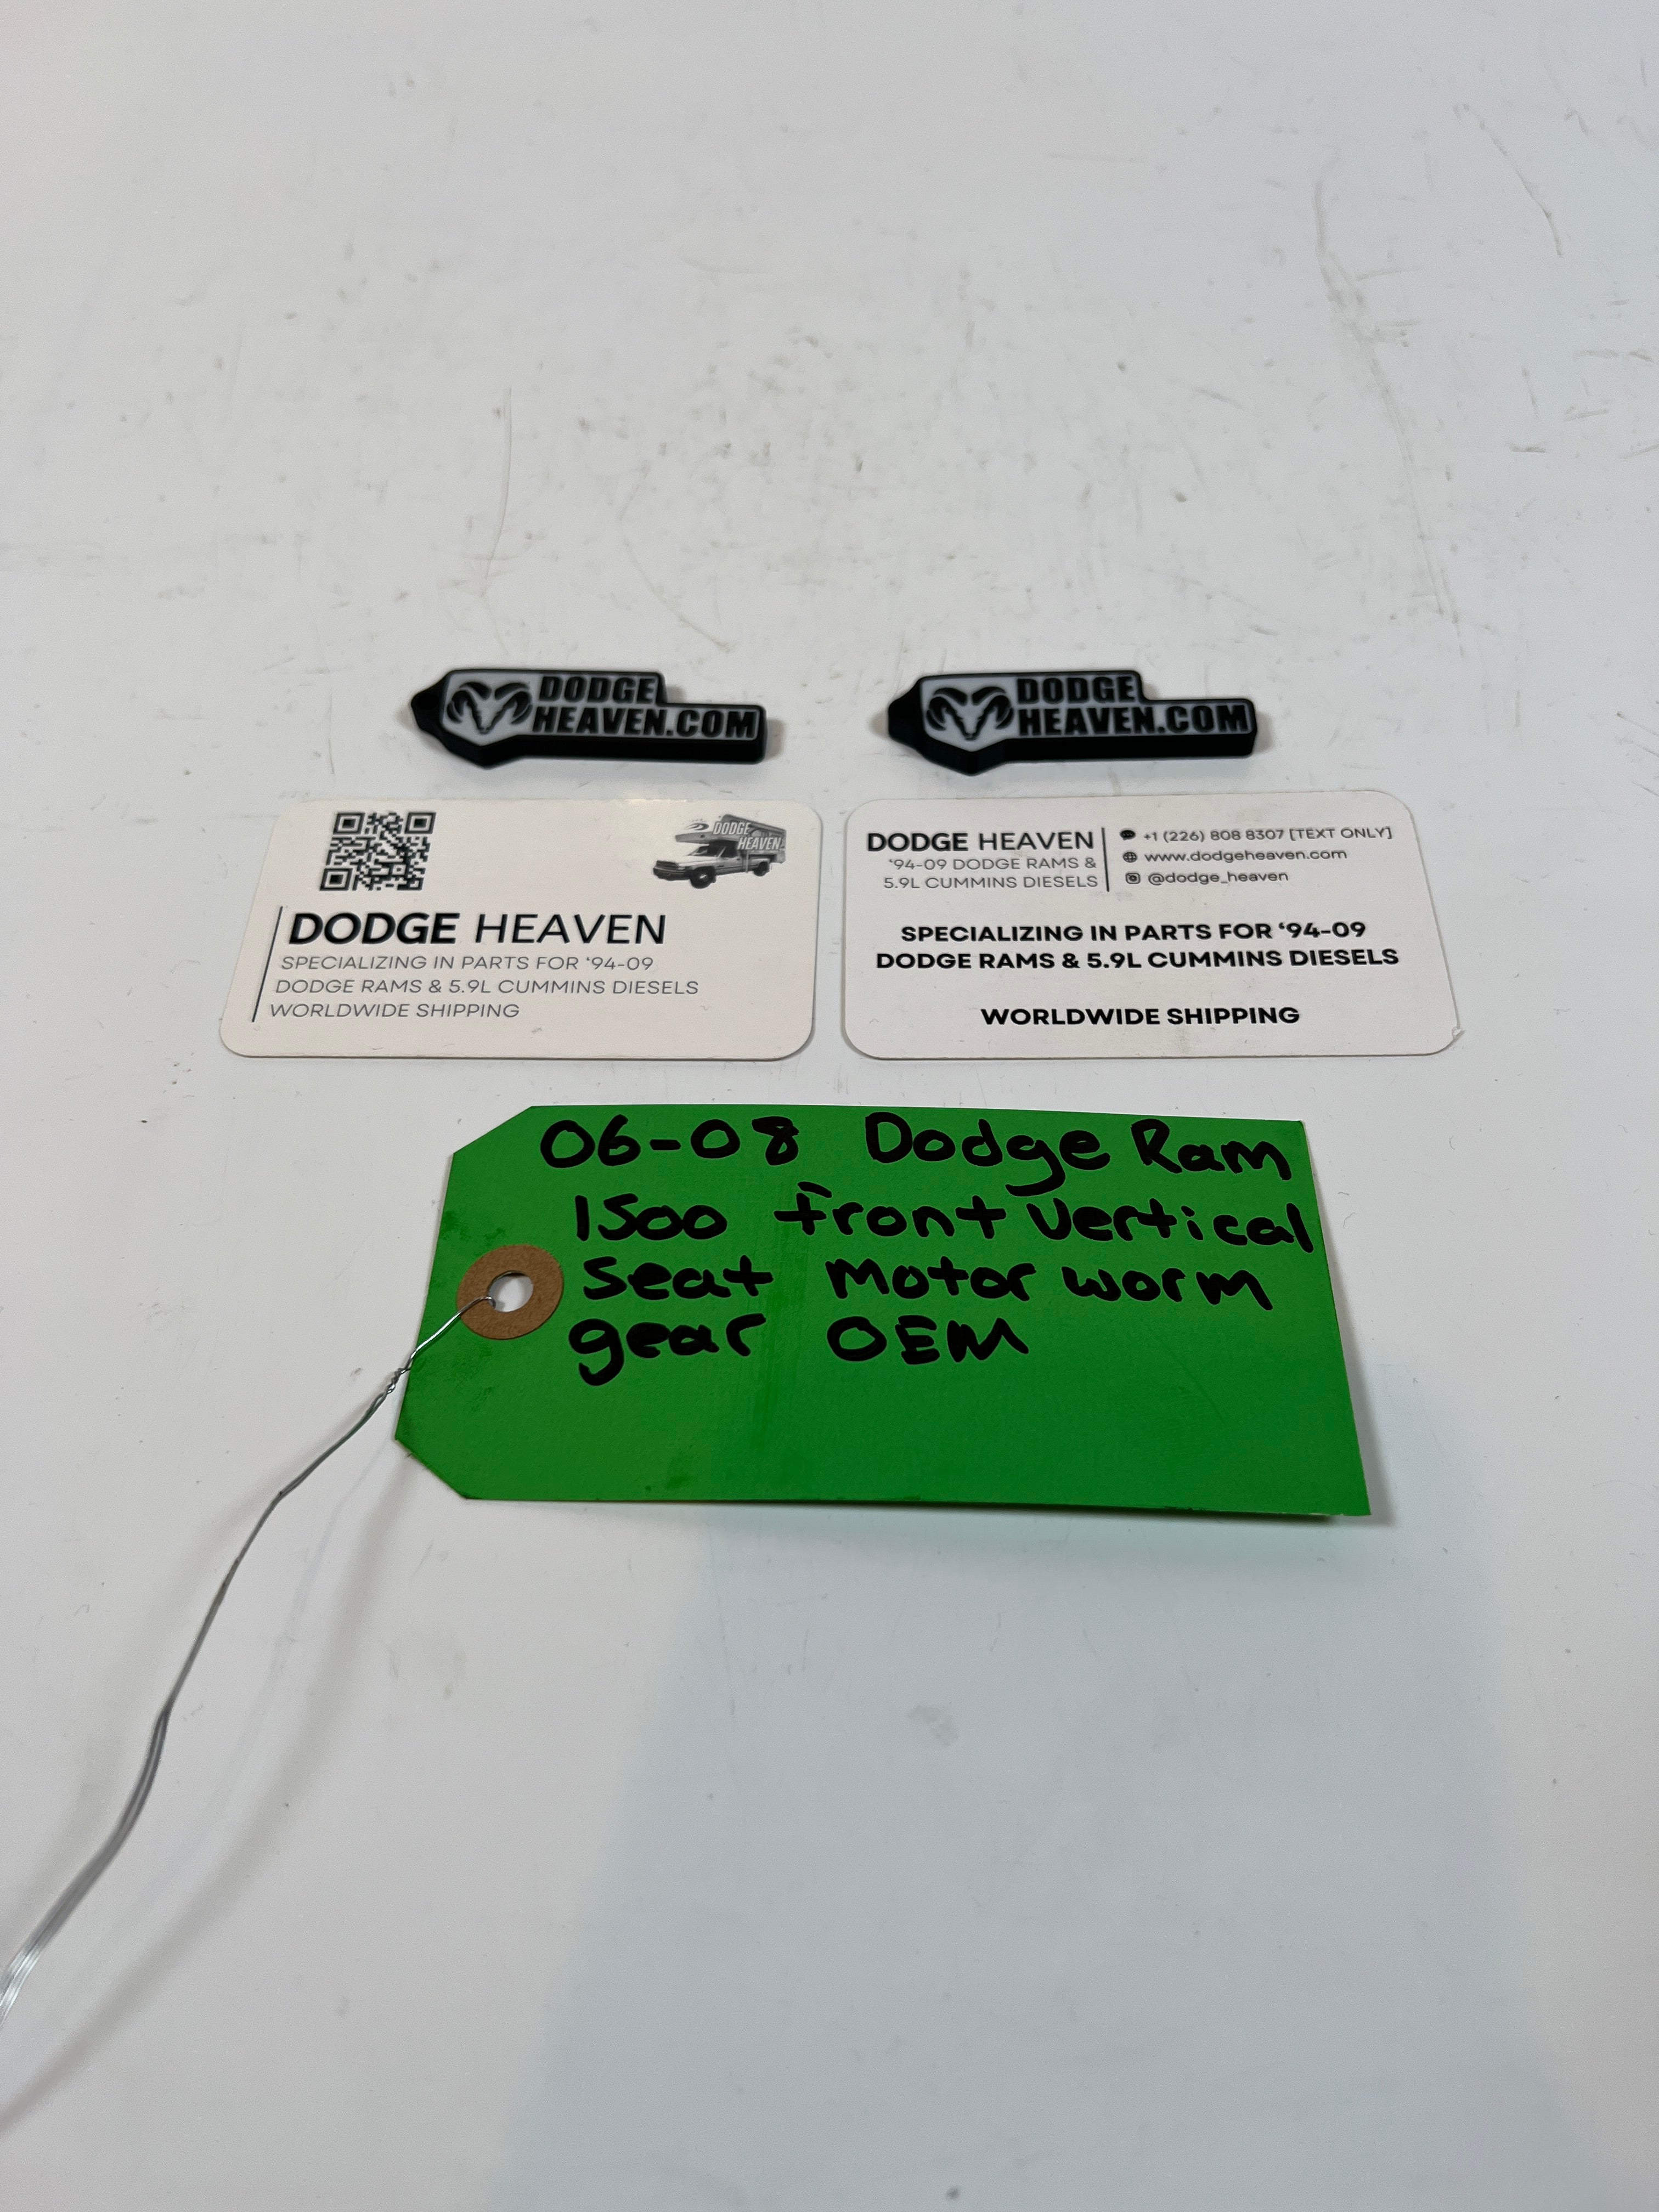 DODGE
HEAVEN.COM
DODGE
HEAVEN.COM
DODGE
HEAVEN
DODGE HEAVEN
SPECIALIZING IN PARTS FOR ‘94-09
DODGE RAMS & 5.9L CUMMINS DIESELS
WORLDWIDE SHIPPING
DODGE HEAVEN
‘94-09 DODGE RAMS &
5.9L CUMMINS DIESELS
+1 (226) 808 8307 [TEXT ONLY]
www.dodgeheaven.com
@dodge_heaven
SPECIALIZING IN PARTS FOR ‘94-09
DODGE RAMS & 5.9L CUMMINS DIESELS
WORLDWIDE SHIPPING
06-08 Dodge Ram
1500 Front Vertical
Seat Motor worm
gear OEM